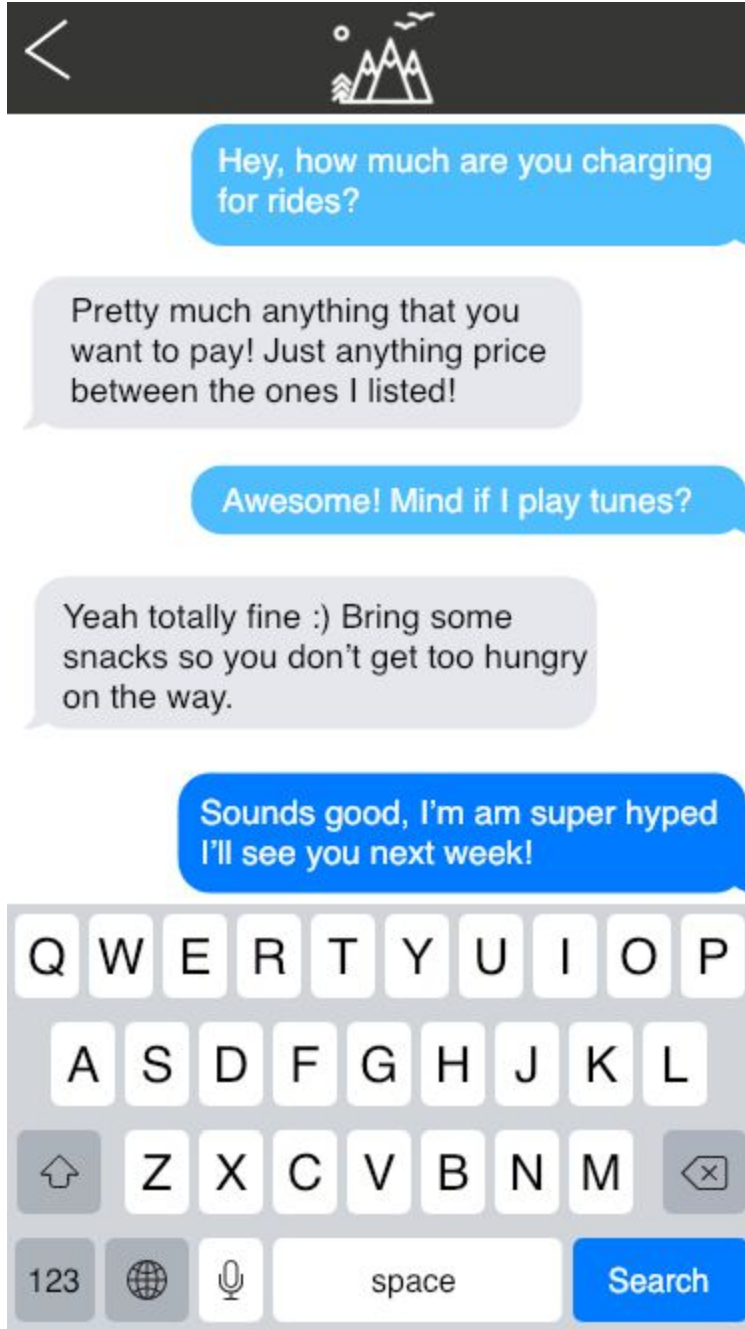 Hey, how much are you charging
for rides?
Pretty much anything that you
want to pay! Just anything price
between the ones I listed!
Awesome! Mind if I play tunes?
Yeah totally fine :) Bring some
snacks so you don’t get too hungry
on the way.
Sounds good, I’m am super hyped
I’ll see you next week!
Q W E R T Y U I O P
A S D F G H J K L
Z X C V B N M
123 space Search